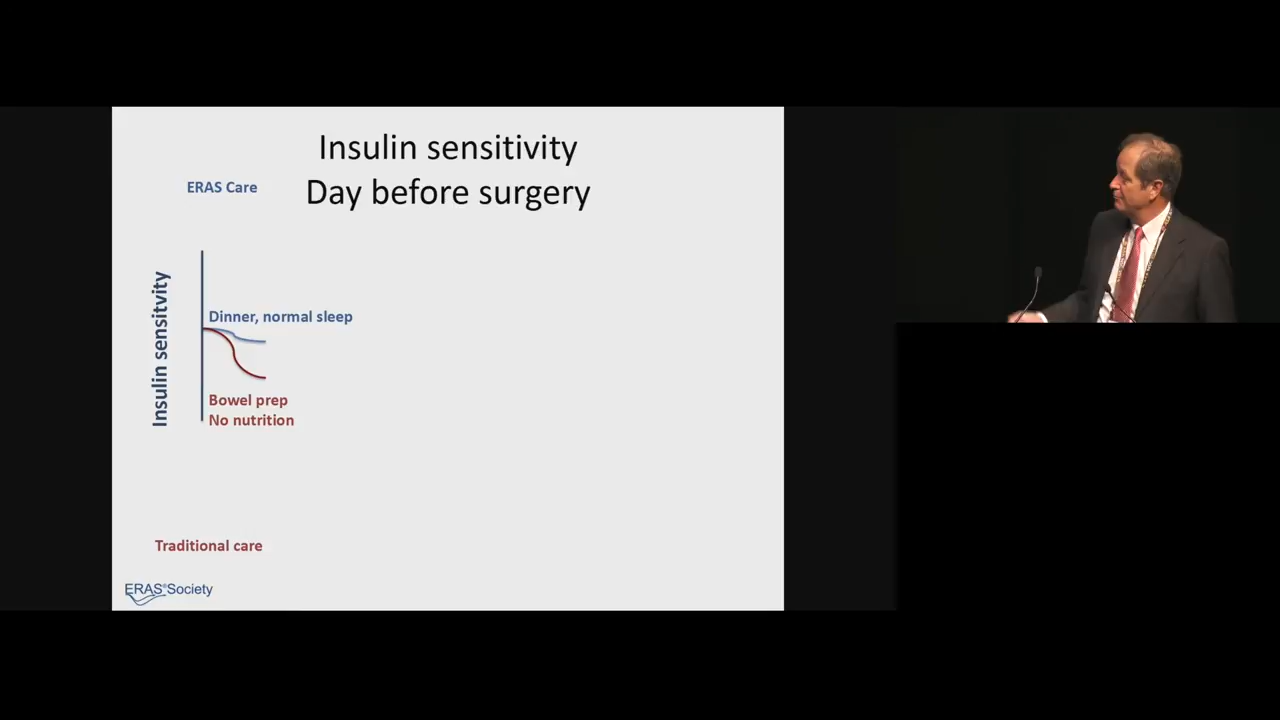 Insulin sensitivity
Day before surgery
ERAS Care
Insulin sensitvity
Dinner, normal sleep
Bowel prep
No nutrition
Traditional care
ERAS®Society